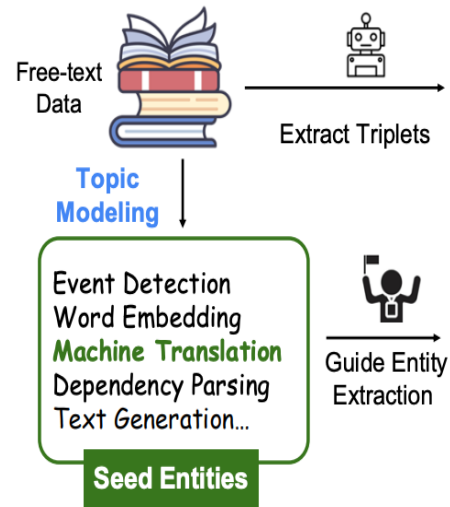 Free-text
Data
Extract Triplets
Topic
Modeling
Event Detection
Word Embedding
Machine Translation
Dependency Parsing
Text Generation...
Guide Entity
Extraction
Seed Entities